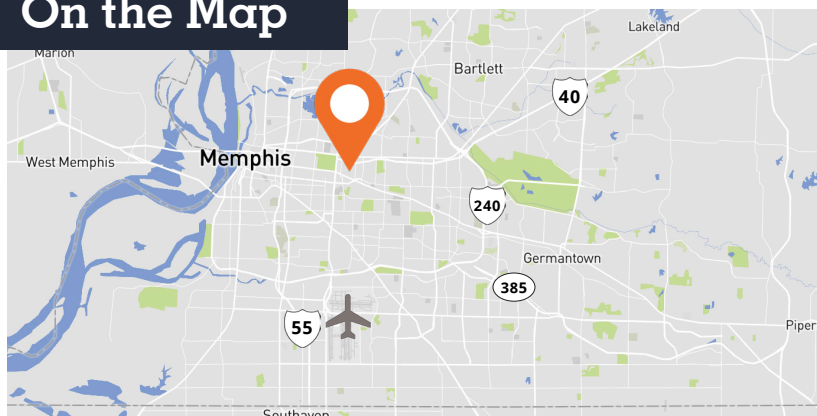 On the Map
Lakeland
Marion
Bartlett
40
Memphis
West Memphis
240
Germantown
385
55
Piper
Southaven